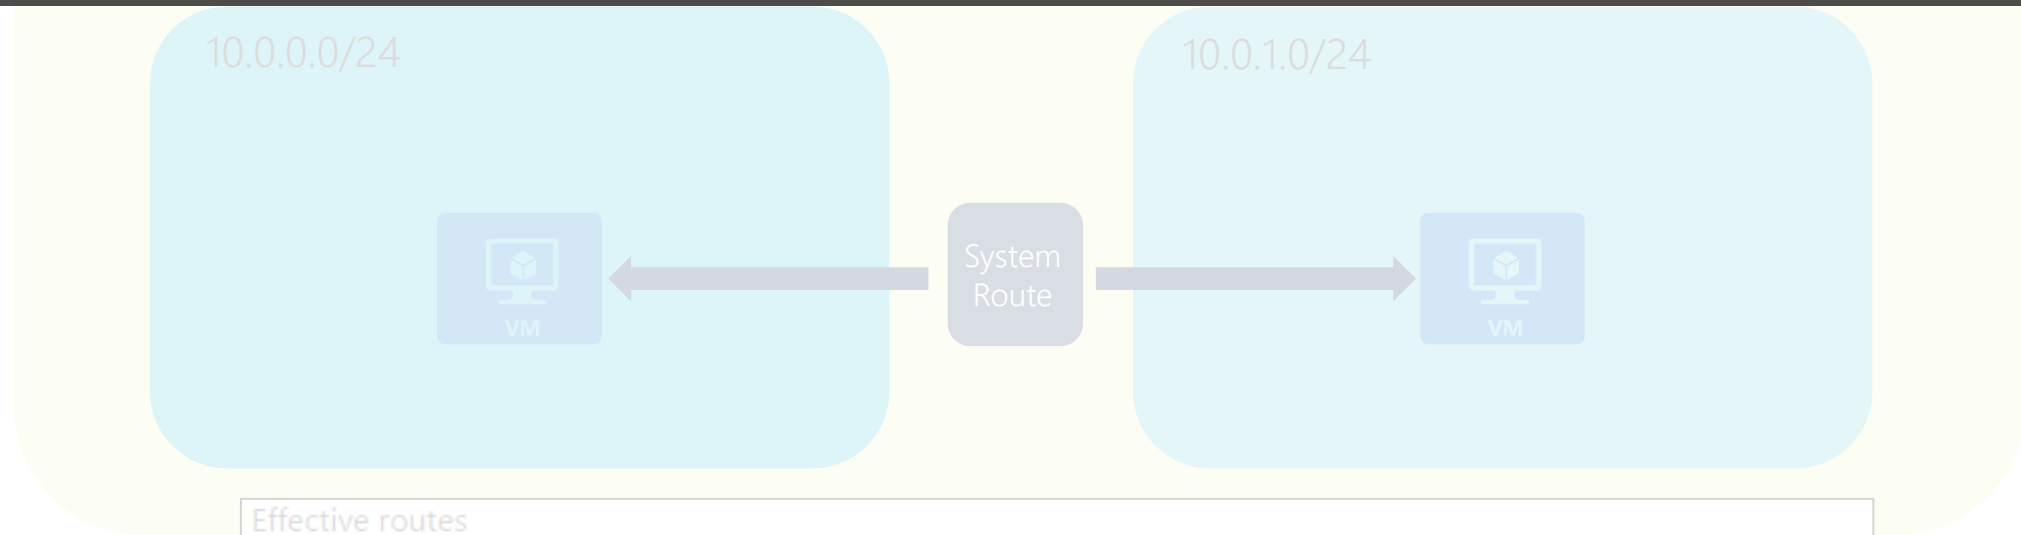 10.0.0.0/24
10.0.1.0/24
System
Route
VM
VM
Effective routes